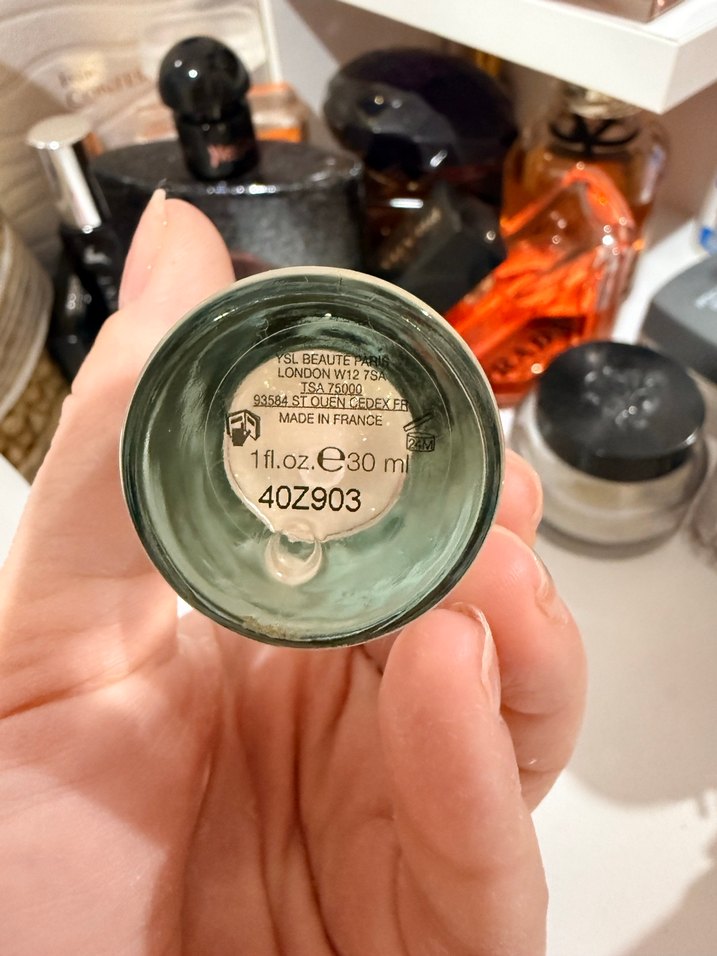 YSL BEAUTE PARIS
LONDON W12 7SA
TSA 75000
93584 ST OUEN CEDEX FR
MADE IN FRANCE
24M
1fl.oz.e30 ml
40Z903